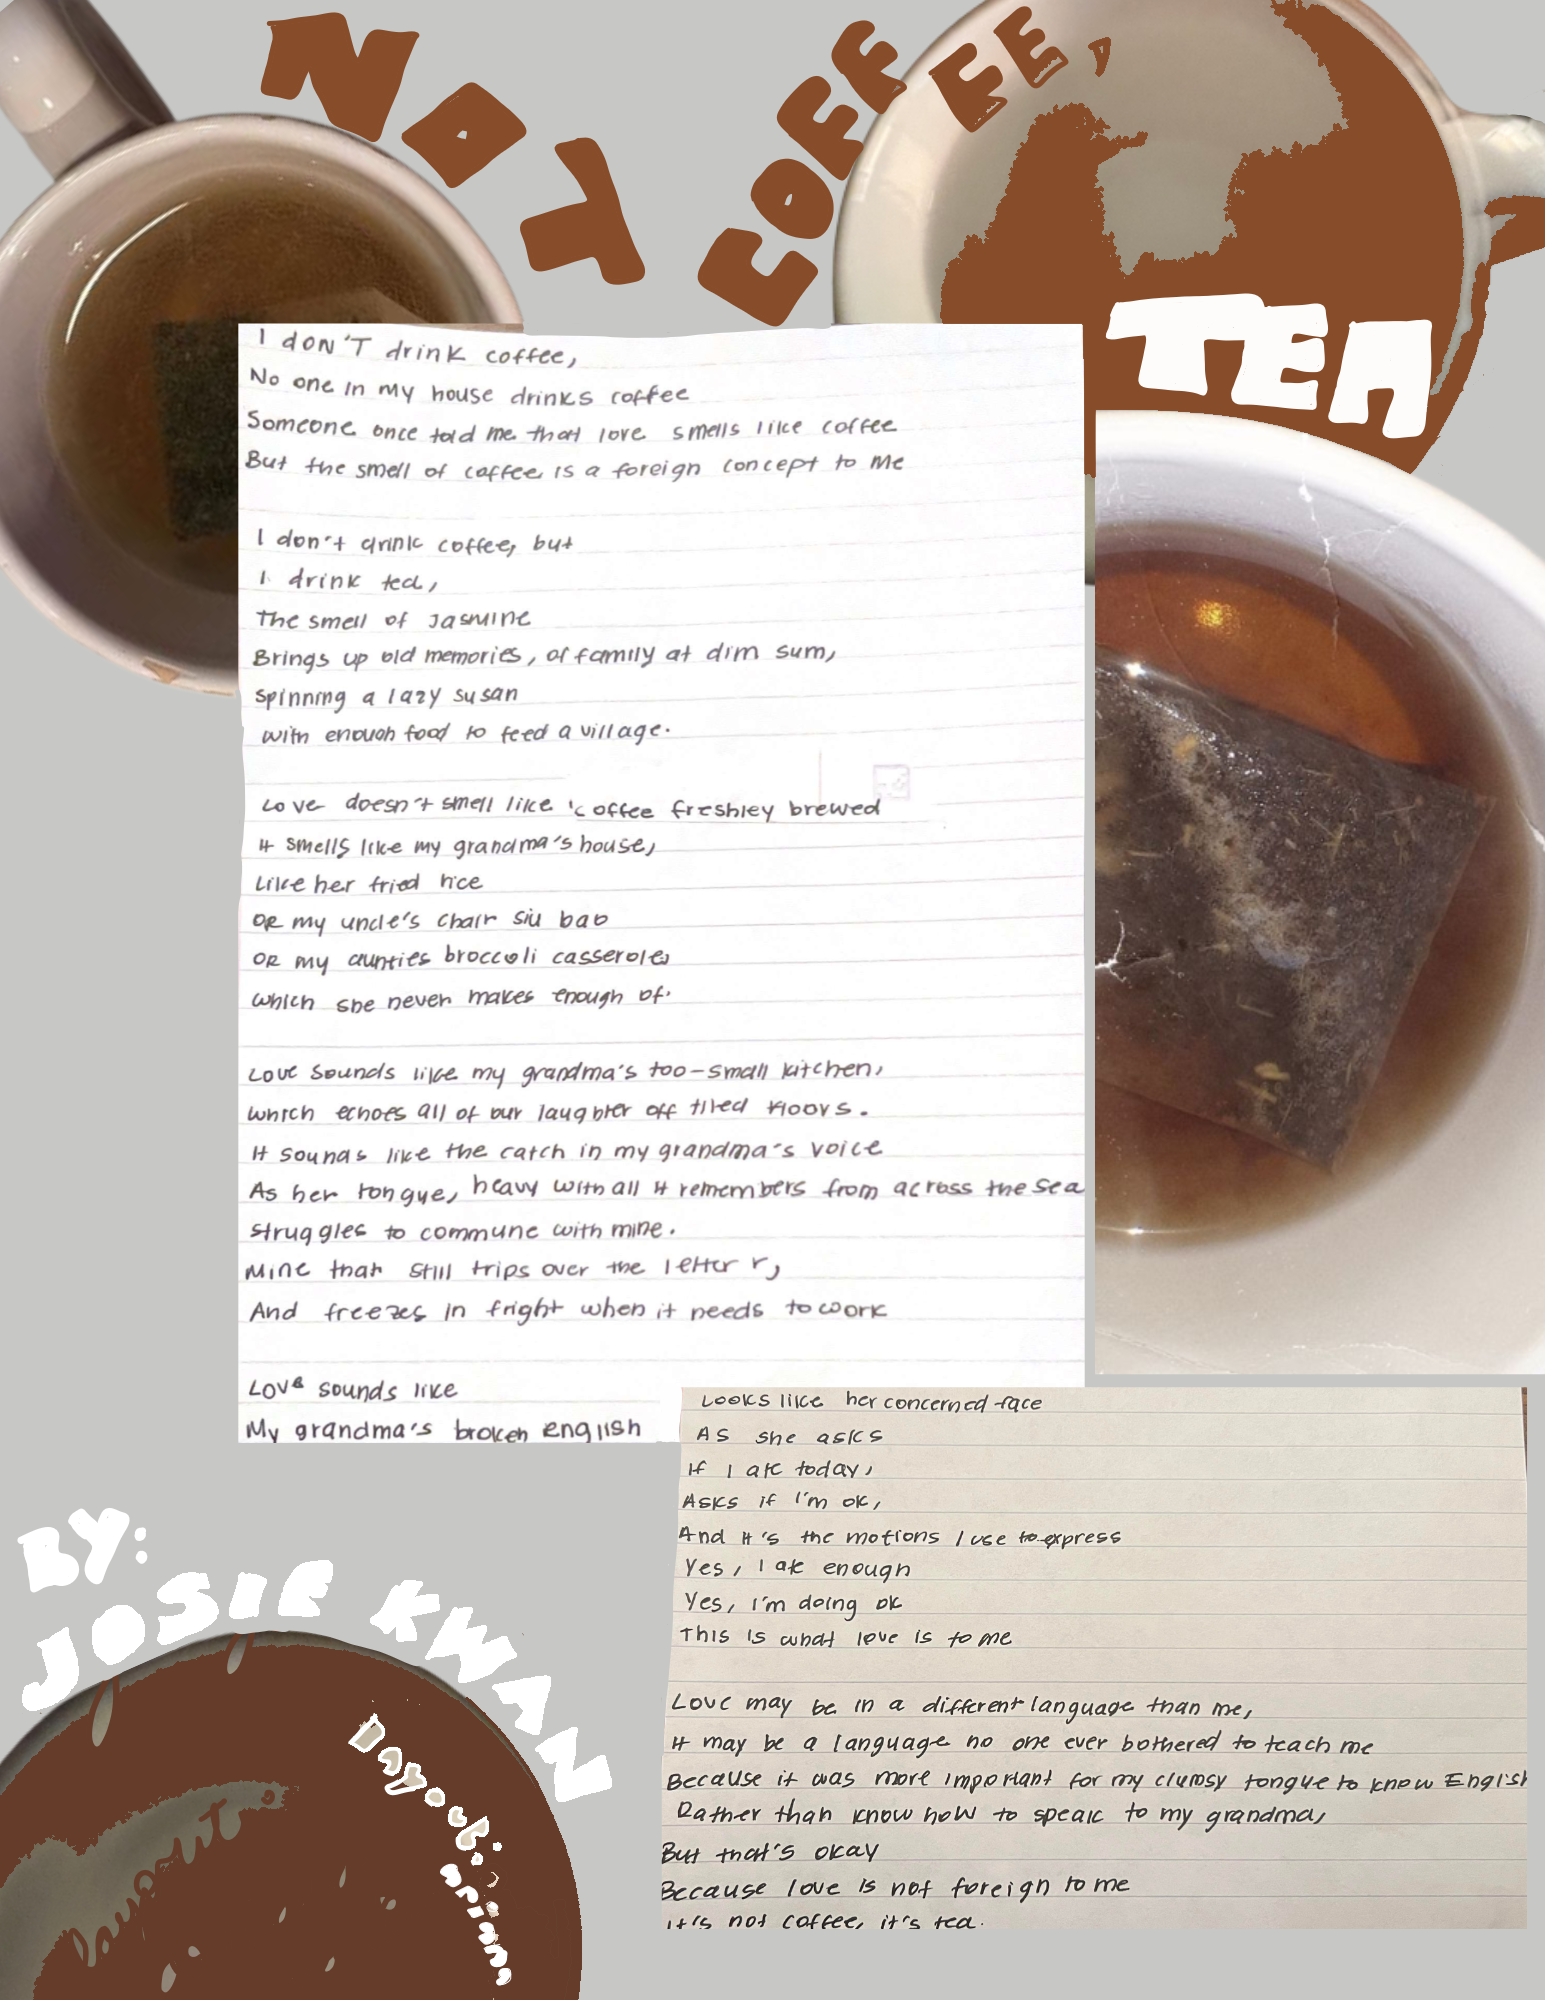 NOT COFFEE,
TEA
I DON'T drink coffee,
No one in my house drinks coffee
Someone once told me that love smells like coffee
But the smell of coffee is a foreign concept to me
I don't drink coffee, but
I drink tea,
The smell of Jasmine
Brings up old memories, of family at dim sum,
spinning a lazy susan
with enough food to feed a village.
Love doesn't smell like coffee freshley brewed
It smells like my grandma's house,
Like her fried rice
OR my uncle's chair siu bao
OR my aunties broccoli casserole
which she never makes enough of.
Love sounds like my grandma's too-small kitchen,
which echoes all of our laughter off tiled floors.
It sounds like the catch in my grandma's voice
As her tongue, heavy with all it remembers from across the sea
struggles to commune with mine.
Mine that still trips over the letter r,
And freezes in fright when it needs to work
Love sounds like
My grandma's broken english
Looks like her concerned face
As she asks
If I ate today,
Asks if I'm ok,
And it's the motions I use to express
Yes, I ate enough
Yes, I'm doing ok
This is what love is to me
Love may be in a different language than me,
It may be a language no one ever bothered to teach me
Because it was more important for my clumsy tongue to know English
Rather than know how to speak to my grandma,
But that's okay
Because love is not foreign to me
it's not coffee, it's tea.
BY:
JOSIE KWAN
Layout by: Ariana